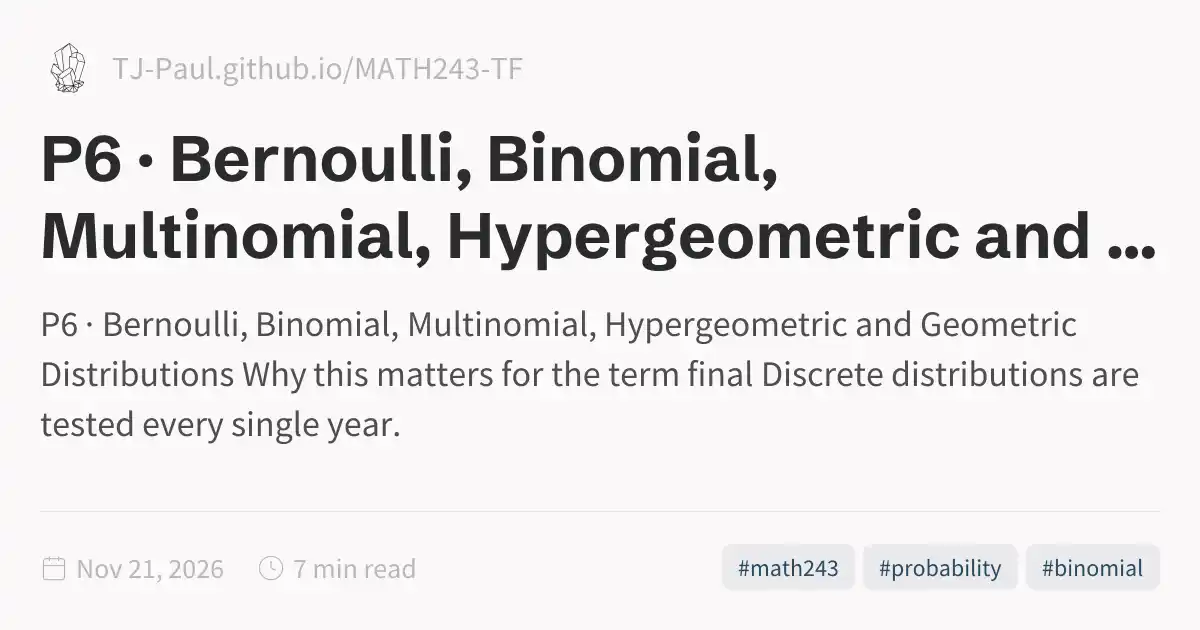 TJ-Paul.github.io/MATH243-TF
P6 · Bernoulli, Binomial,
Multinomial, Hypergeometric and ...
P6 · Bernoulli, Binomial, Multinomial, Hypergeometric and Geometric
Distributions Why this matters for the term final Discrete distributions are
tested every single year.
Nov 21, 2026
7 min read
#math243
#probability
#binomial